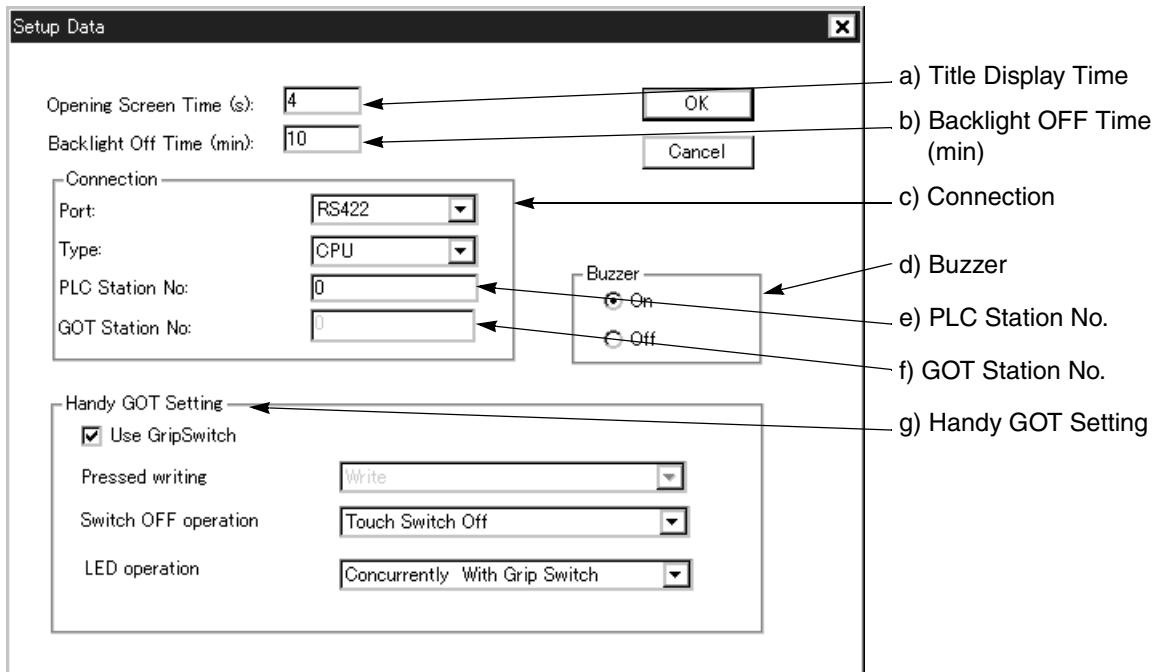 Setup Data
Opening Screen Time (s): 4
OK
a) Title Display Time
Backlight Off Time (min): 10
Cancel
b) Backlight OFF Time
(min)
Connection
Port: RS422
c) Connection
Type: CPU
PLC Station No: 0
GOT Station No: 0
Buzzer
On
Off
d) Buzzer
e) PLC Station No.
f) GOT Station No.
Handy GOT Setting
g) Handy GOT Setting
Use GripSwitch
Pressed writing Write
Switch OFF operation Touch Switch Off
LED operation Concurrently With Grip Switch